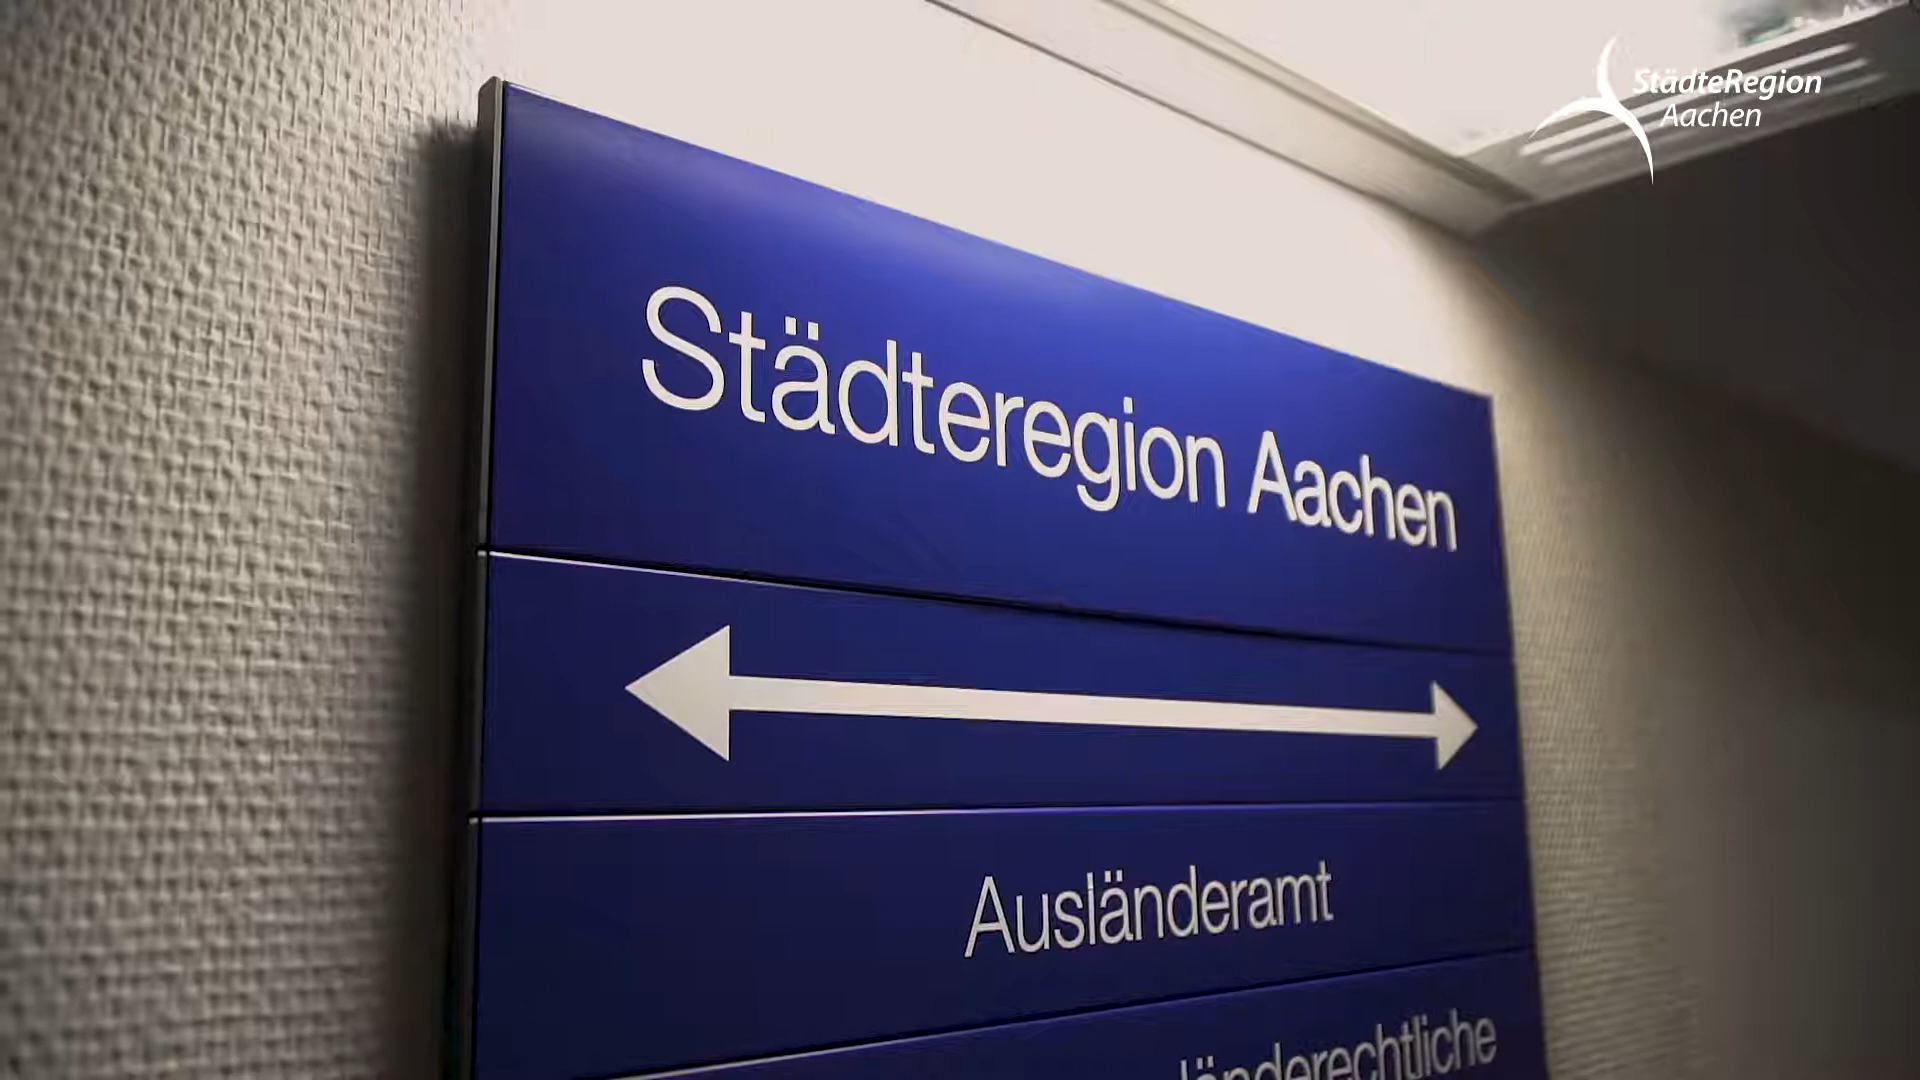 StädteRegion
Aachen
Städteregion Aachen
Ausländeramt